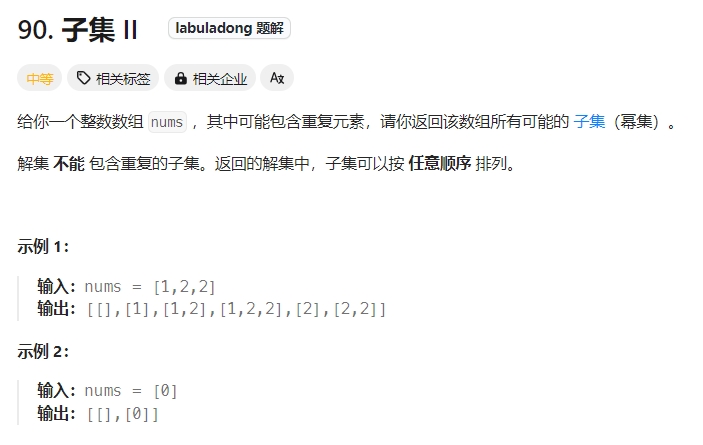 90. 子集 II labuladong 题解
中等 相关标签 相关企业 Aあ
给你一个整数数组 nums ，其中可能包含重复元素，请你返回该数组所有可能的 子集（幂集）。
解集 不能 包含重复的子集。返回的解集中，子集可以按 任意顺序 排列。
示例 1：
输入：nums = [1,2,2]
输出：[[],[1],[1,2],[1,2,2],[2],[2,2]]
示例 2：
输入：nums = [0]
输出：[[],[0]]